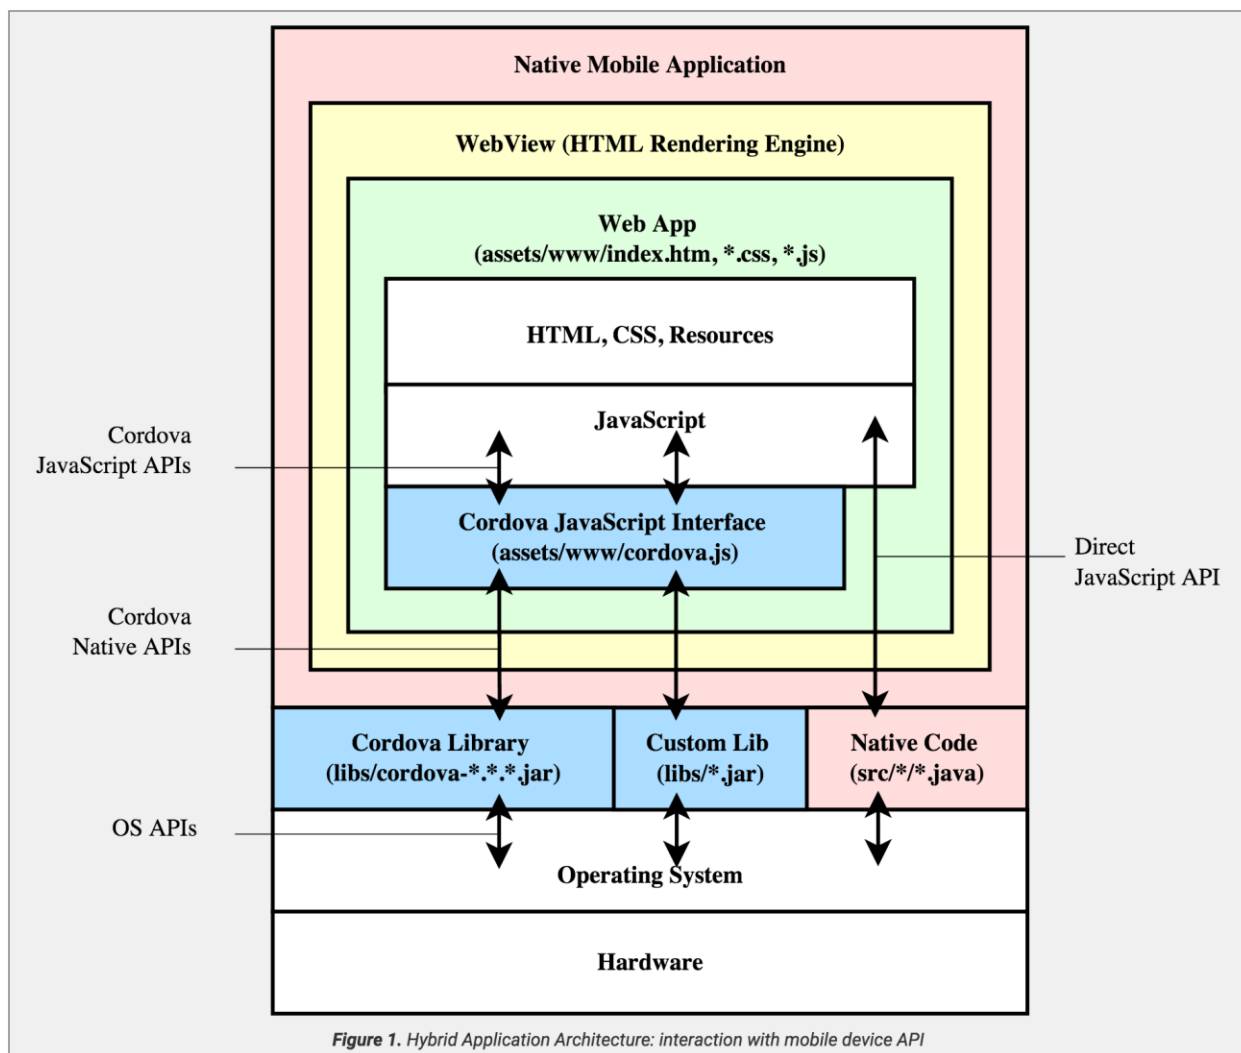 Native Mobile Application
WebView (HTML Rendering Engine)
Web App
(assets/www/index.htm, *.css, *.js)
HTML, CSS, Resources
JavaScript
Cordova
JavaScript APIs
Cordova JavaScript Interface
(assets/www/cordova.js)
Direct
JavaScript API
Cordova
Native APIs
Cordova Library
(libs/cordova-*.*.*.jar)
Custom Lib
(libs/*.jar)
Native Code
(src/*/*.java)
OS APIs
Operating System
Hardware
Figure 1. Hybrid Application Architecture: interaction with mobile device API